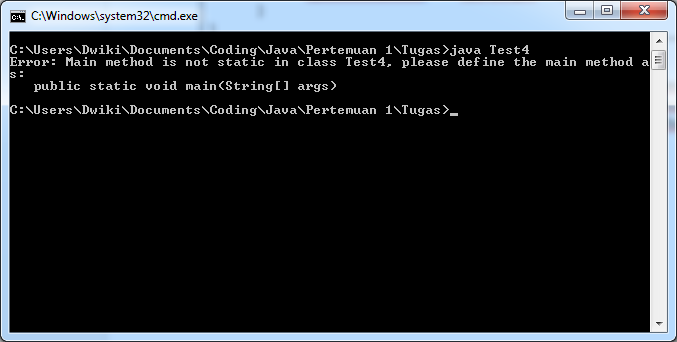 C:\Windows\system32\cmd.exe
C:\Users\Dwiki\Documents\Coding\Java\Pertemuan 1\Tugas>java Test4
Error: Main method is not static in class Test4, please define the main method a
s:
   public static void main(String[] args)
C:\Users\Dwiki\Documents\Coding\Java\Pertemuan 1\Tugas>_